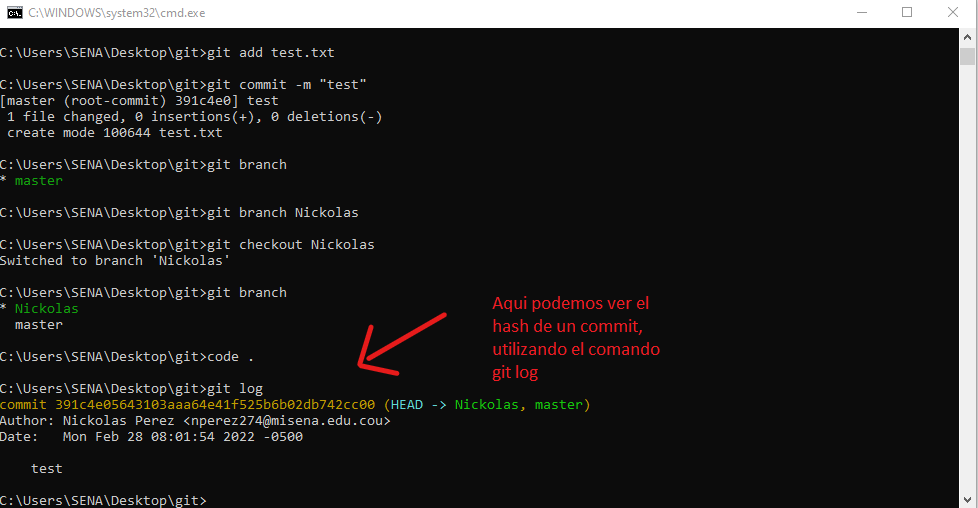 C:\WINDOWS\system32\cmd.exe
C:\Users\SENA\Desktop\git>git add test.txt
C:\Users\SENA\Desktop\git>git commit -m "test"
[master (root-commit) 391c4e0] test
1 file changed, 0 insertions(+), 0 deletions(-)
create mode 100644 test.txt
C:\Users\SENA\Desktop\git>git branch
* master
C:\Users\SENA\Desktop\git>git branch Nickolas
C:\Users\SENA\Desktop\git>git checkout Nickolas
Switched to branch 'Nickolas'
C:\Users\SENA\Desktop\git>git branch
* Nickolas
master
Aqui podemos ver el
hash de un commit,
utilizando el comando
git log
C:\Users\SENA\Desktop\git>code .
C:\Users\SENA\Desktop\git>git log
commit 391c4e05643103aaa64e41f525b6b02db742cc00 (HEAD -> Nickolas, master)
Author: Nickolas Perez <nperez274@misena.edu.cou>
Date:   Mon Feb 28 08:01:54 2022 -0500
test
C:\Users\SENA\Desktop\git>